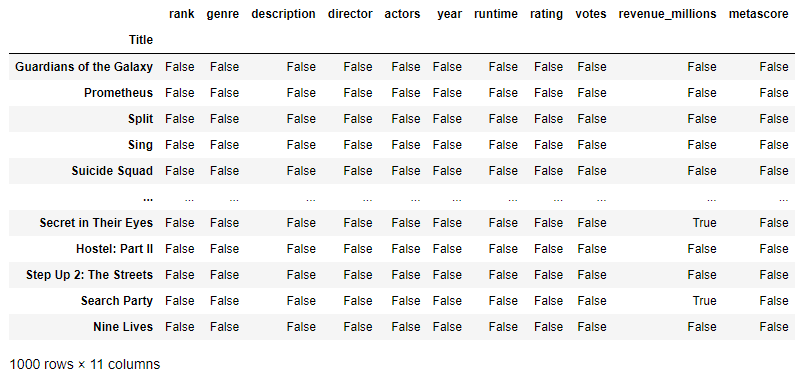 rank genre description director actors year runtime rating votes revenue_millions metascore
Title
Guardians of the Galaxy False False False False False False False False False False False
Prometheus False False False False False False False False False False False
Split False False False False False False False False False False False
Sing False False False False False False False False False False False
Suicide Squad False False False False False False False False False False False
... ... ... ... ... ... ... ... ... ... ... ...
Secret in Their Eyes False False False False False False False False False True False
Hostel: Part II False False False False False False False False False False False
Step Up 2: The Streets False False False False False False False False False False False
Search Party False False False False False False False False False True False
Nine Lives False False False False False False False False False False False
1000 rows × 11 columns